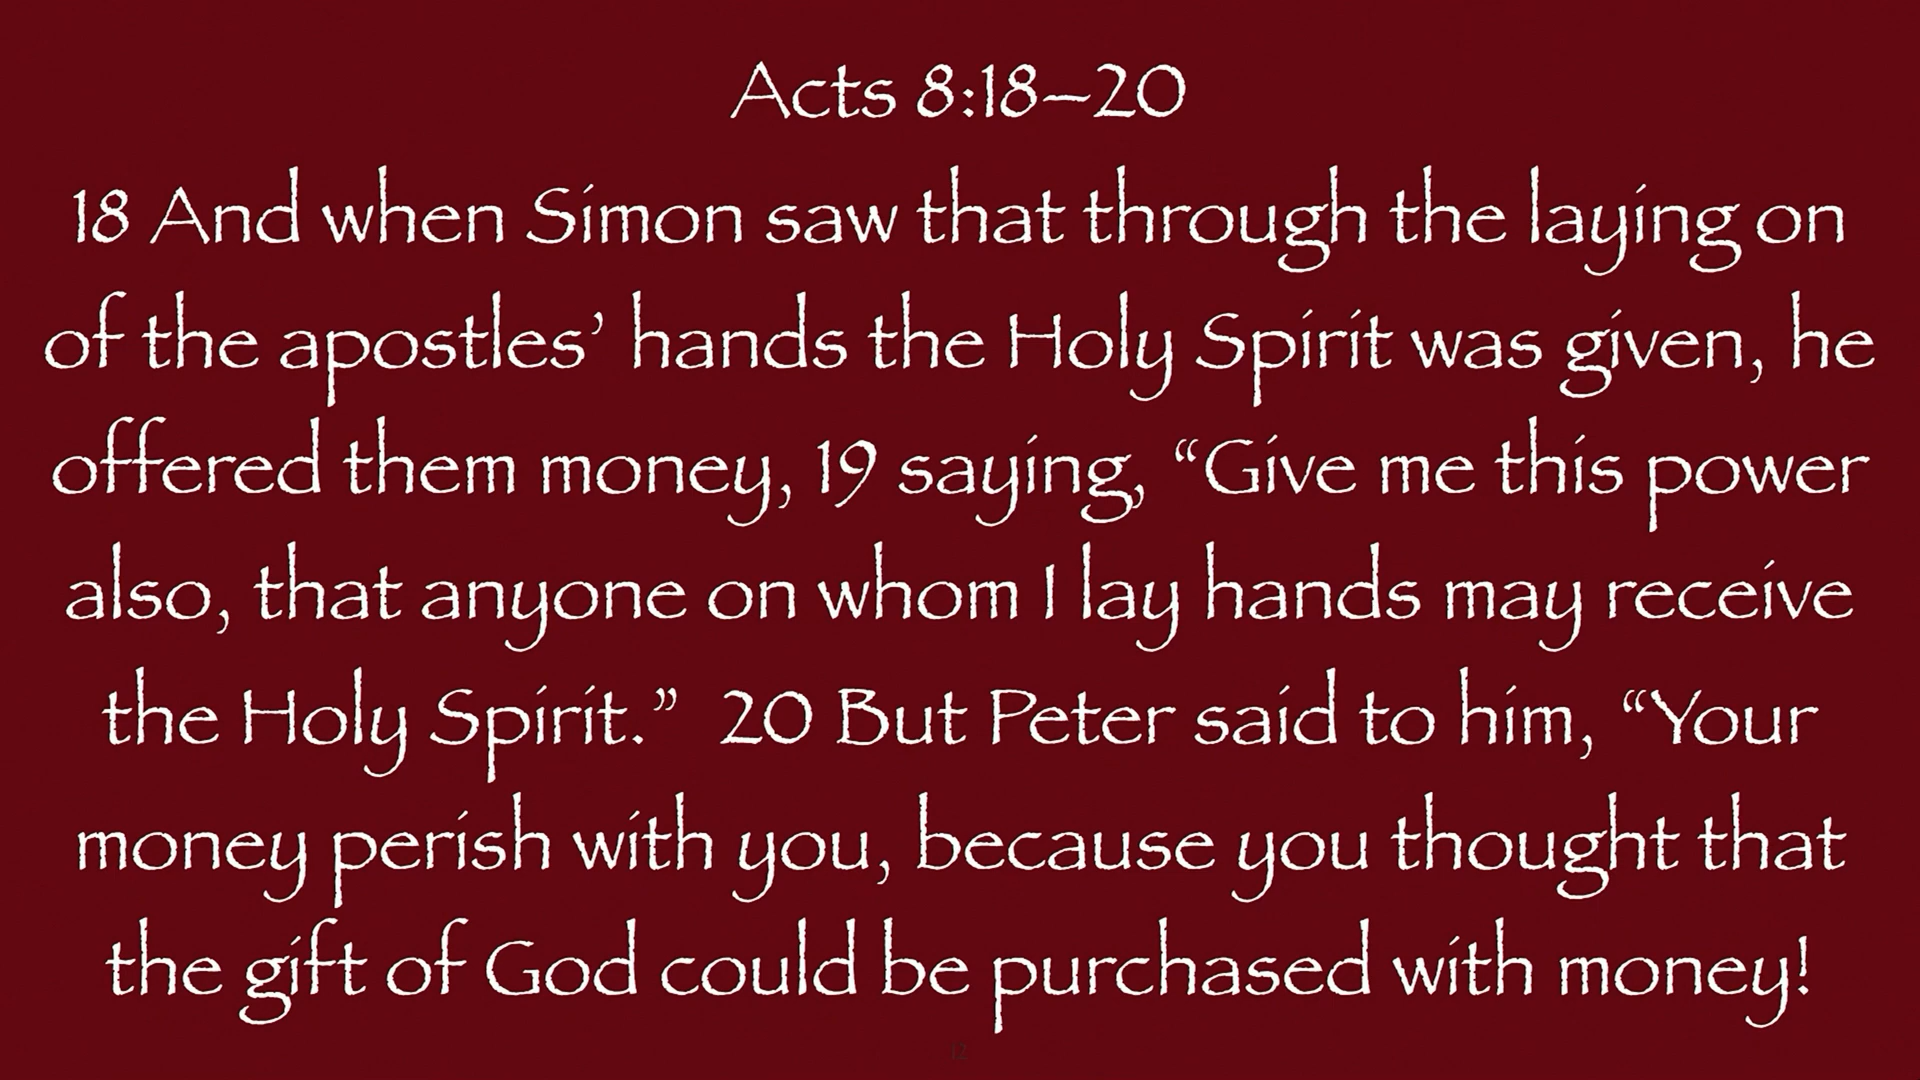 Acts 8:18–20
18 And when Simon saw that through the laying on
of the apostles’ hands the Holy Spirit was given, he
offered them money, 19 saying, “Give me this power
also, that anyone on whom I lay hands may receive
the Holy Spirit.”  20 But Peter said to him, “Your
money perish with you, because you thought that
the gift of God could be purchased with money!
12